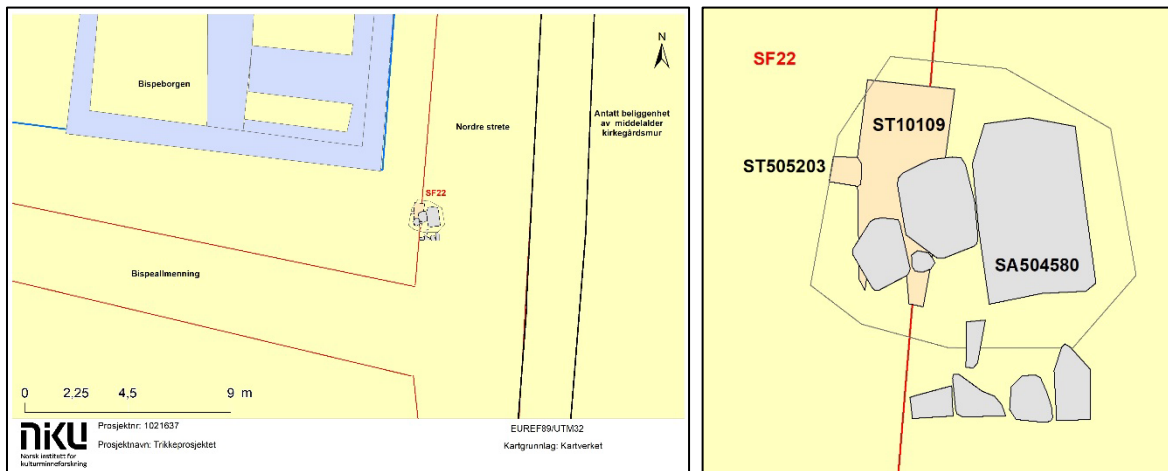 N
Bispeborgen
Nordre strete
Antatt beliggenhet
av middelalder
kirkegårdsmur
SF22
Bispeallmenning
0 2,25 4,5 9 m
niku
Norsk institutt for
kulturminneforskning
Prosjektnr: 1021637
Prosjektnavn: Trikkeprosjektet
EUREF89/UTM32
Kartgrunnlag: Kartverket
SF22
ST10109
ST505203
SA504580